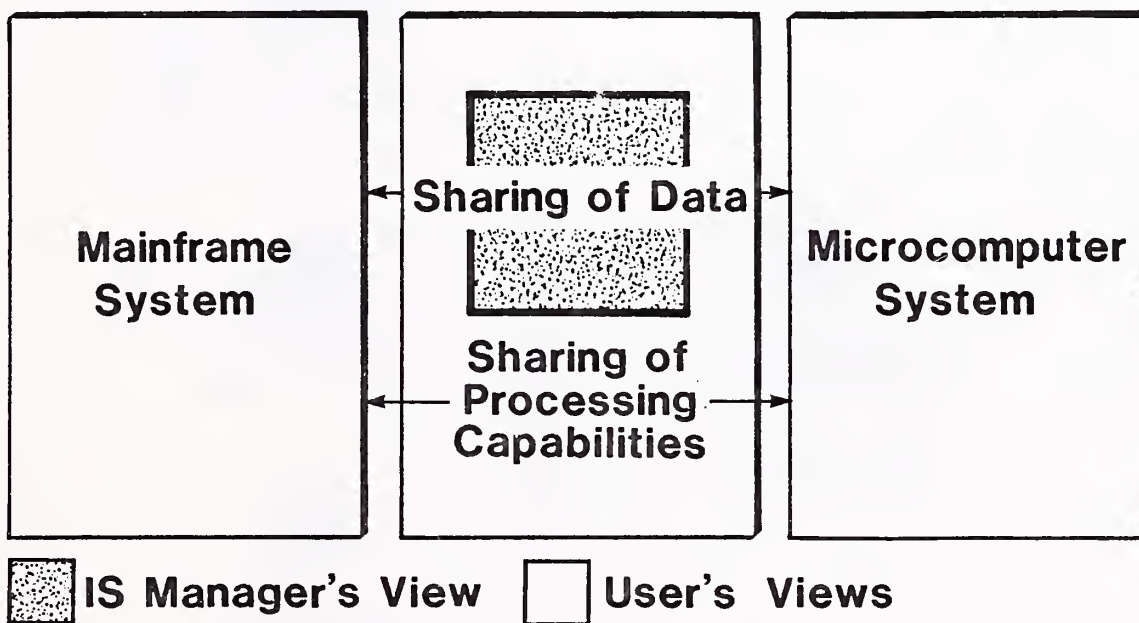 Mainframe
System
Sharing of Data
Sharing of
Processing
Capabilities
Microcomputer
System
IS Manager's View
User's Views